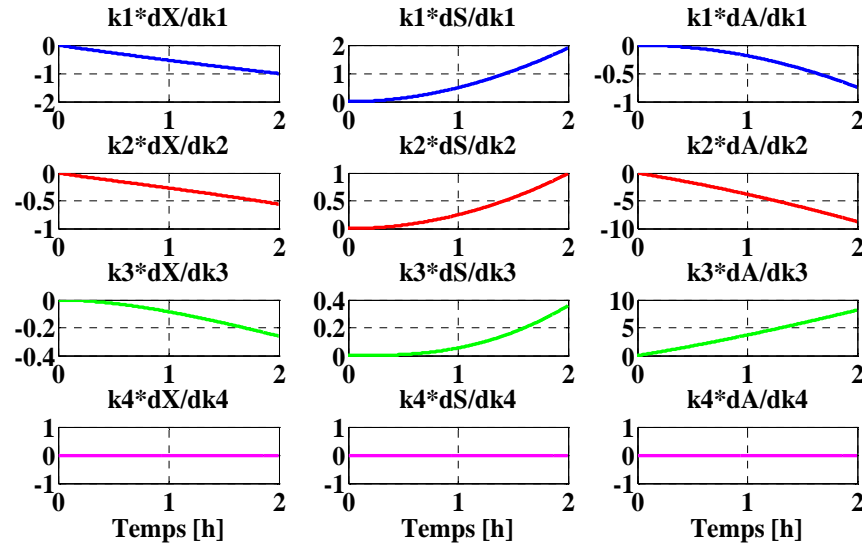 k1*dX/dk1 k1*dS/dk1 k1*dA/dk1
0 2 0
-1 1 -0.5
-2 0 -1
0 1 2 0 1 2 0 1 2
k2*dX/dk2 k2*dS/dk2 k2*dA/dk2
0 1 0
-0.5 0.5 -5
-1 0 -10
0 1 2 0 1 2 0 1 2
k3*dX/dk3 k3*dS/dk3 k3*dA/dk3
0 0.4 10
-0.2 0.2 5
-0.4 0 0
0 1 2 0 1 2 0 1 2
k4*dX/dk4 k4*dS/dk4 k4*dA/dk4
1 1 1
0 0 0
-1 -1 -1
0 1 2 0 1 2 0 1 2
Temps [h] Temps [h] Temps [h]